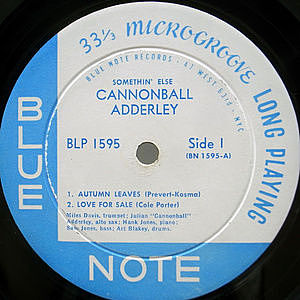 33 1/3 MICROGROOVE LONG PLAYING
BLUE NOTE RECORDS · 47 WEST 63rd · NYC
SOMETHIN' ELSE
CANNONBALL
ADDERLEY
BLP 1595
Side 1
(BN 1595-A)
1. AUTUMN LEAVES (Prevert-Kosma)
2. LOVE FOR SALE (Cole Porter)
Miles Davis, trumpet; Julian "Cannonball"
Adderley, alto sax; Hank Jones, piano;
Sam Jones, bass; Art Blakey, drums.
BLUE
NOTE